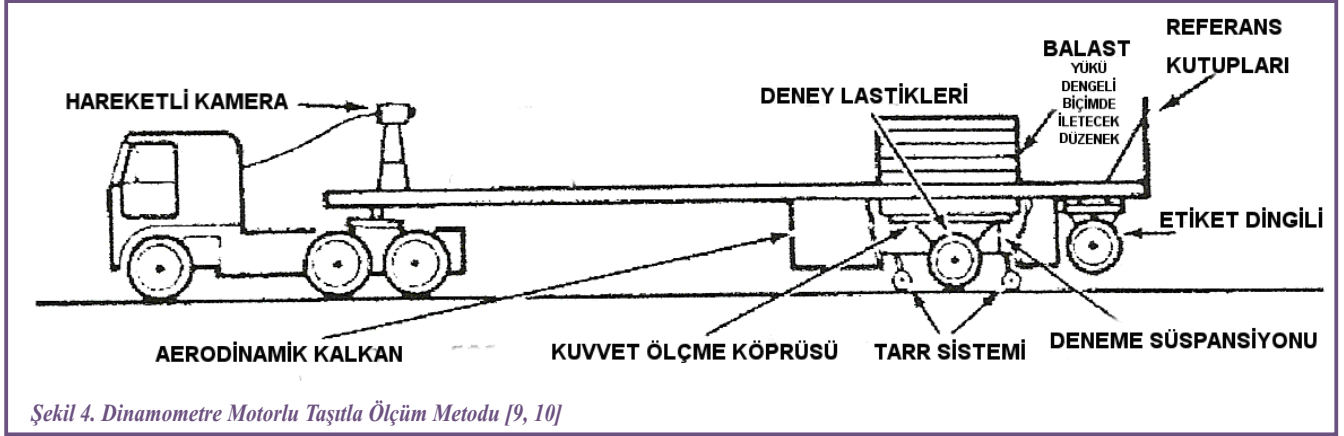 REFERANS
KUTUPLARI
BALAST
YÜKÜ
DENGELİ
BİÇİMDE
İLETECEK
DÜZENEK
HAREKETLİ KAMERA
DENEY LASTİKLERİ
ETİKET DİNGİLİ
AERODİNAMİK KALKAN
KUVVET ÖLÇME KÖPRÜSÜ
TARR SİSTEMİ
DENEME SÜSPANSİYONU
Şekil 4. Dinamometre Motorlu Taşıtla Ölçüm Metodu [9, 10]